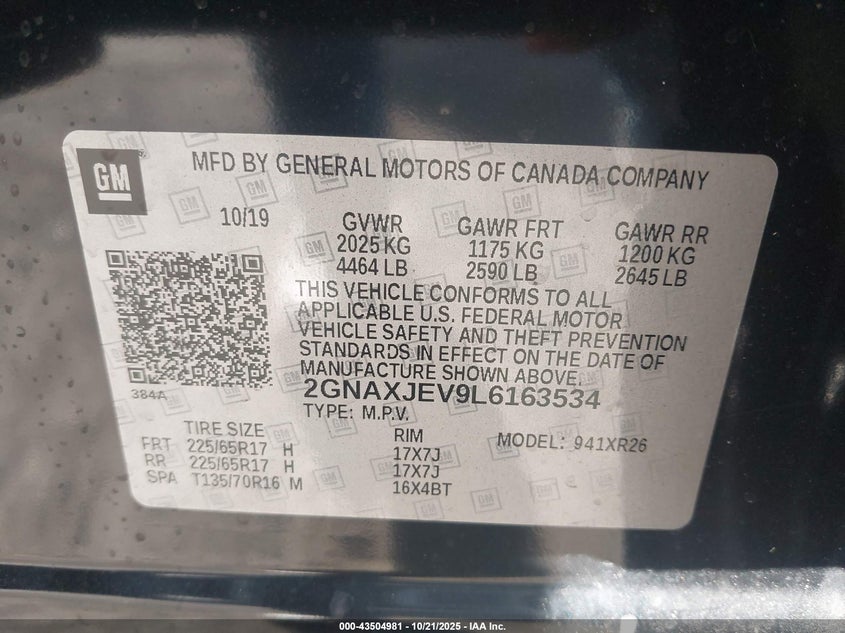 GM
MFD BY GENERAL MOTORS OF CANADA COMPANY
10/19 GVWR GAWR FRT GAWR RR
2025 KG 1175 KG 1200 KG
4464 LB 2590 LB 2645 LB
THIS VEHICLE CONFORMS TO ALL
APPLICABLE U.S. FEDERAL MOTOR
VEHICLE SAFETY AND THEFT PREVENTION
STANDARDS IN EFFECT ON THE DATE OF
MANUFACTURE SHOWN ABOVE.
384A
2GNAXJEV9L6163534
TYPE: M.P.V.
TIRE SIZE RIM MODEL: 941XR26
FRT 225/65R17 H 17X7J
RR 225/65R17 H 17X7J
SPA T135/70R16 M 16X4BT
000-43504981 - 10/21/2025 - IAA Inc.